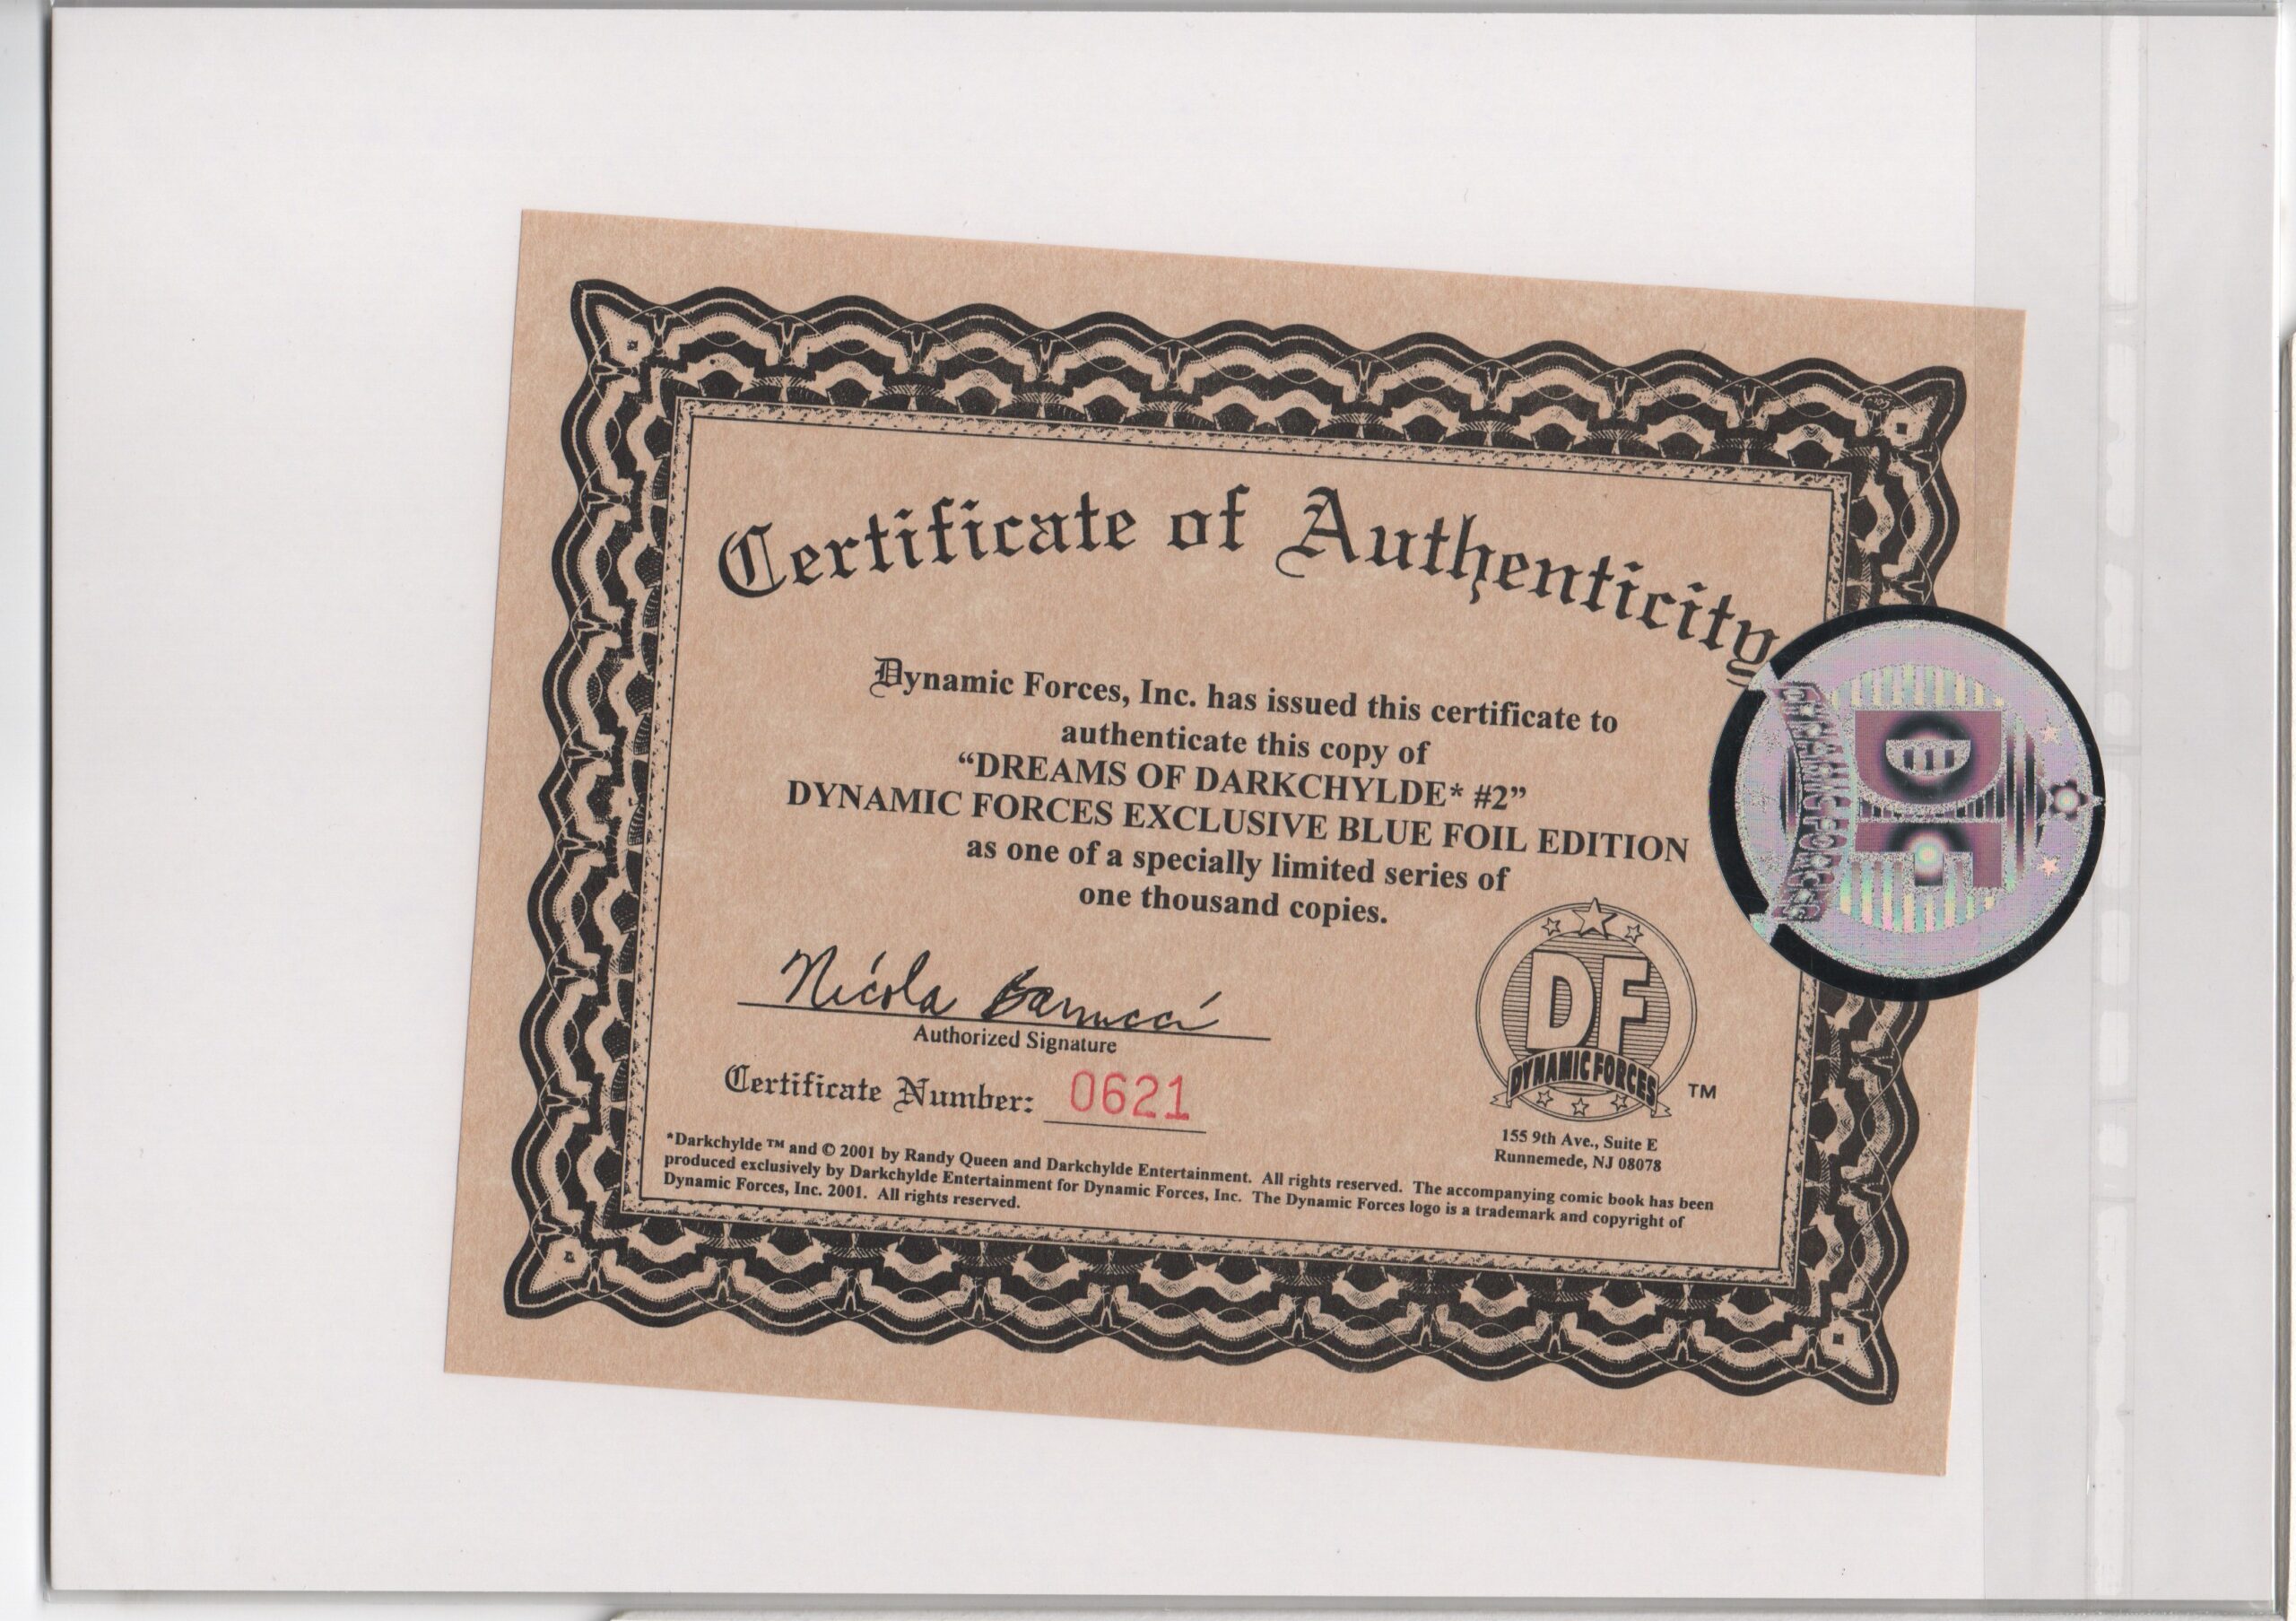 Certificate of Authenticity
Dynamic Forces, Inc. has issued this certificate to
authenticate this copy of
“DREAMS OF DARKCHYLDE* #2”
DYNAMIC FORCES EXCLUSIVE BLUE FOIL EDITION
as one of a specially limited series of
one thousand copies.
Nicola Barrucci
Authorized Signature
Certificate Number: 0621
DF
DYNAMIC FORCES
TM
155 9th Ave., Suite E
Runnemede, NJ 08078
*Darkchylde ™ and © 2001 by Randy Queen and Darkchylde Entertainment. All rights reserved. The accompanying comic book has been
produced exclusively by Darkchylde Entertainment for Dynamic Forces, Inc. The Dynamic Forces logo is a trademark and copyright of
Dynamic Forces, Inc. 2001. All rights reserved.
DF
DYNAMIC FORCES